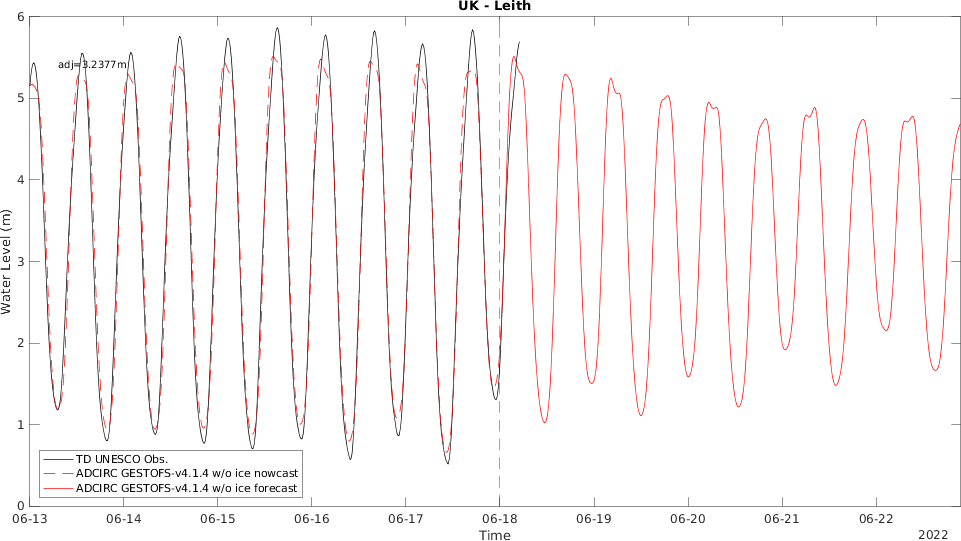 UK - Leith
6
adj=3.2377m
5
4
3
2
1
0
Water Level (m)
TD UNESCO Obs.
ADCIRC GESTOFS-v4.1.4 w/o ice nowcast
ADCIRC GESTOFS-v4.1.4 w/o ice forecast
06-13 06-14 06-15 06-16 06-17 06-18 06-19 06-20 06-21 06-22
Time
2022